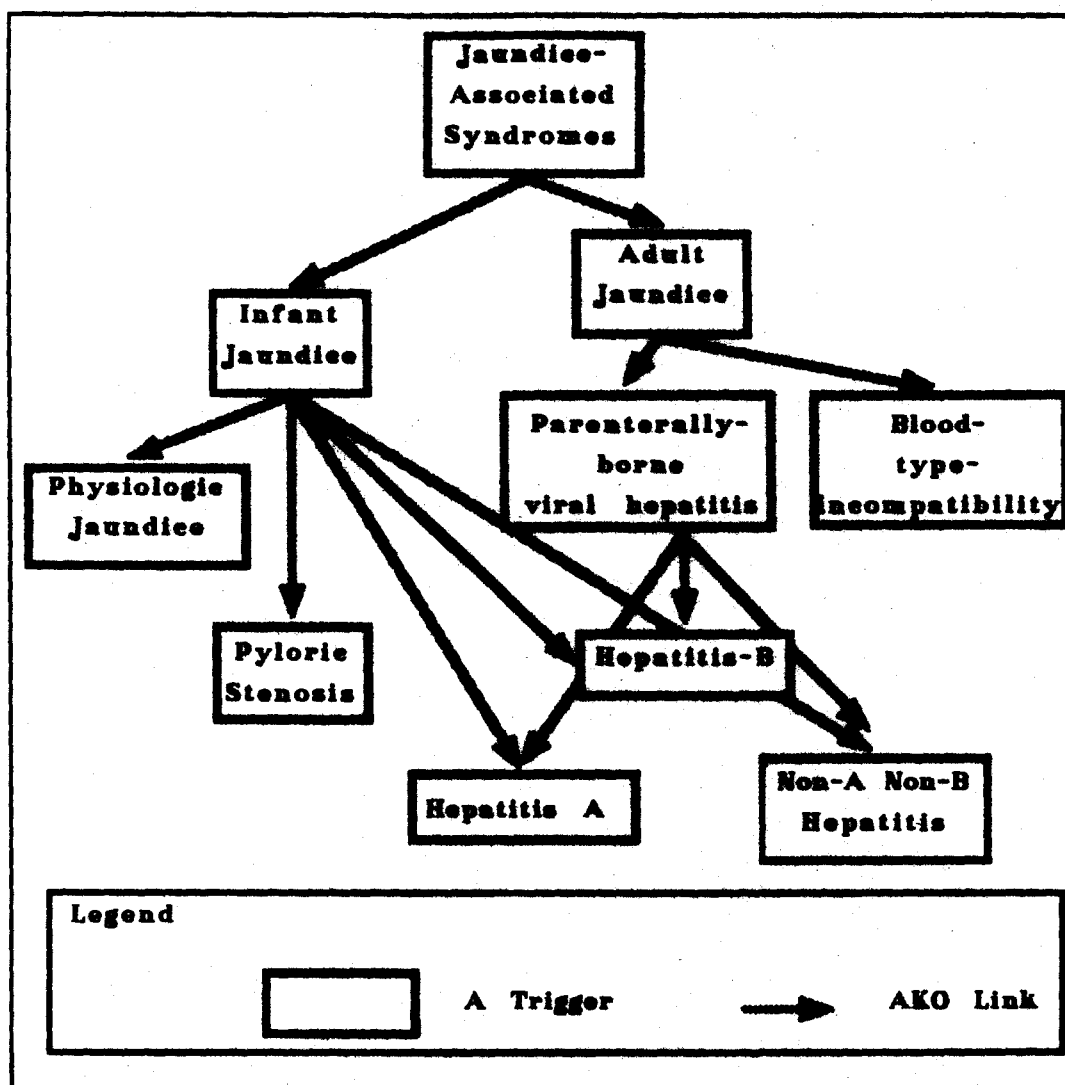 Jaundice-
Associated
Syndromes
Adult
Jaundice
Infant
Jaundice
Parenterally-
borne
viral hepatitis
Blood-
type-
incompatibility
Physiologic
Jaundice
Pyloric
Stenosis
Hepatitis-B
Hepatitis A
Non-A Non-B
Hepatitis
Legend
A Trigger
AKO Link